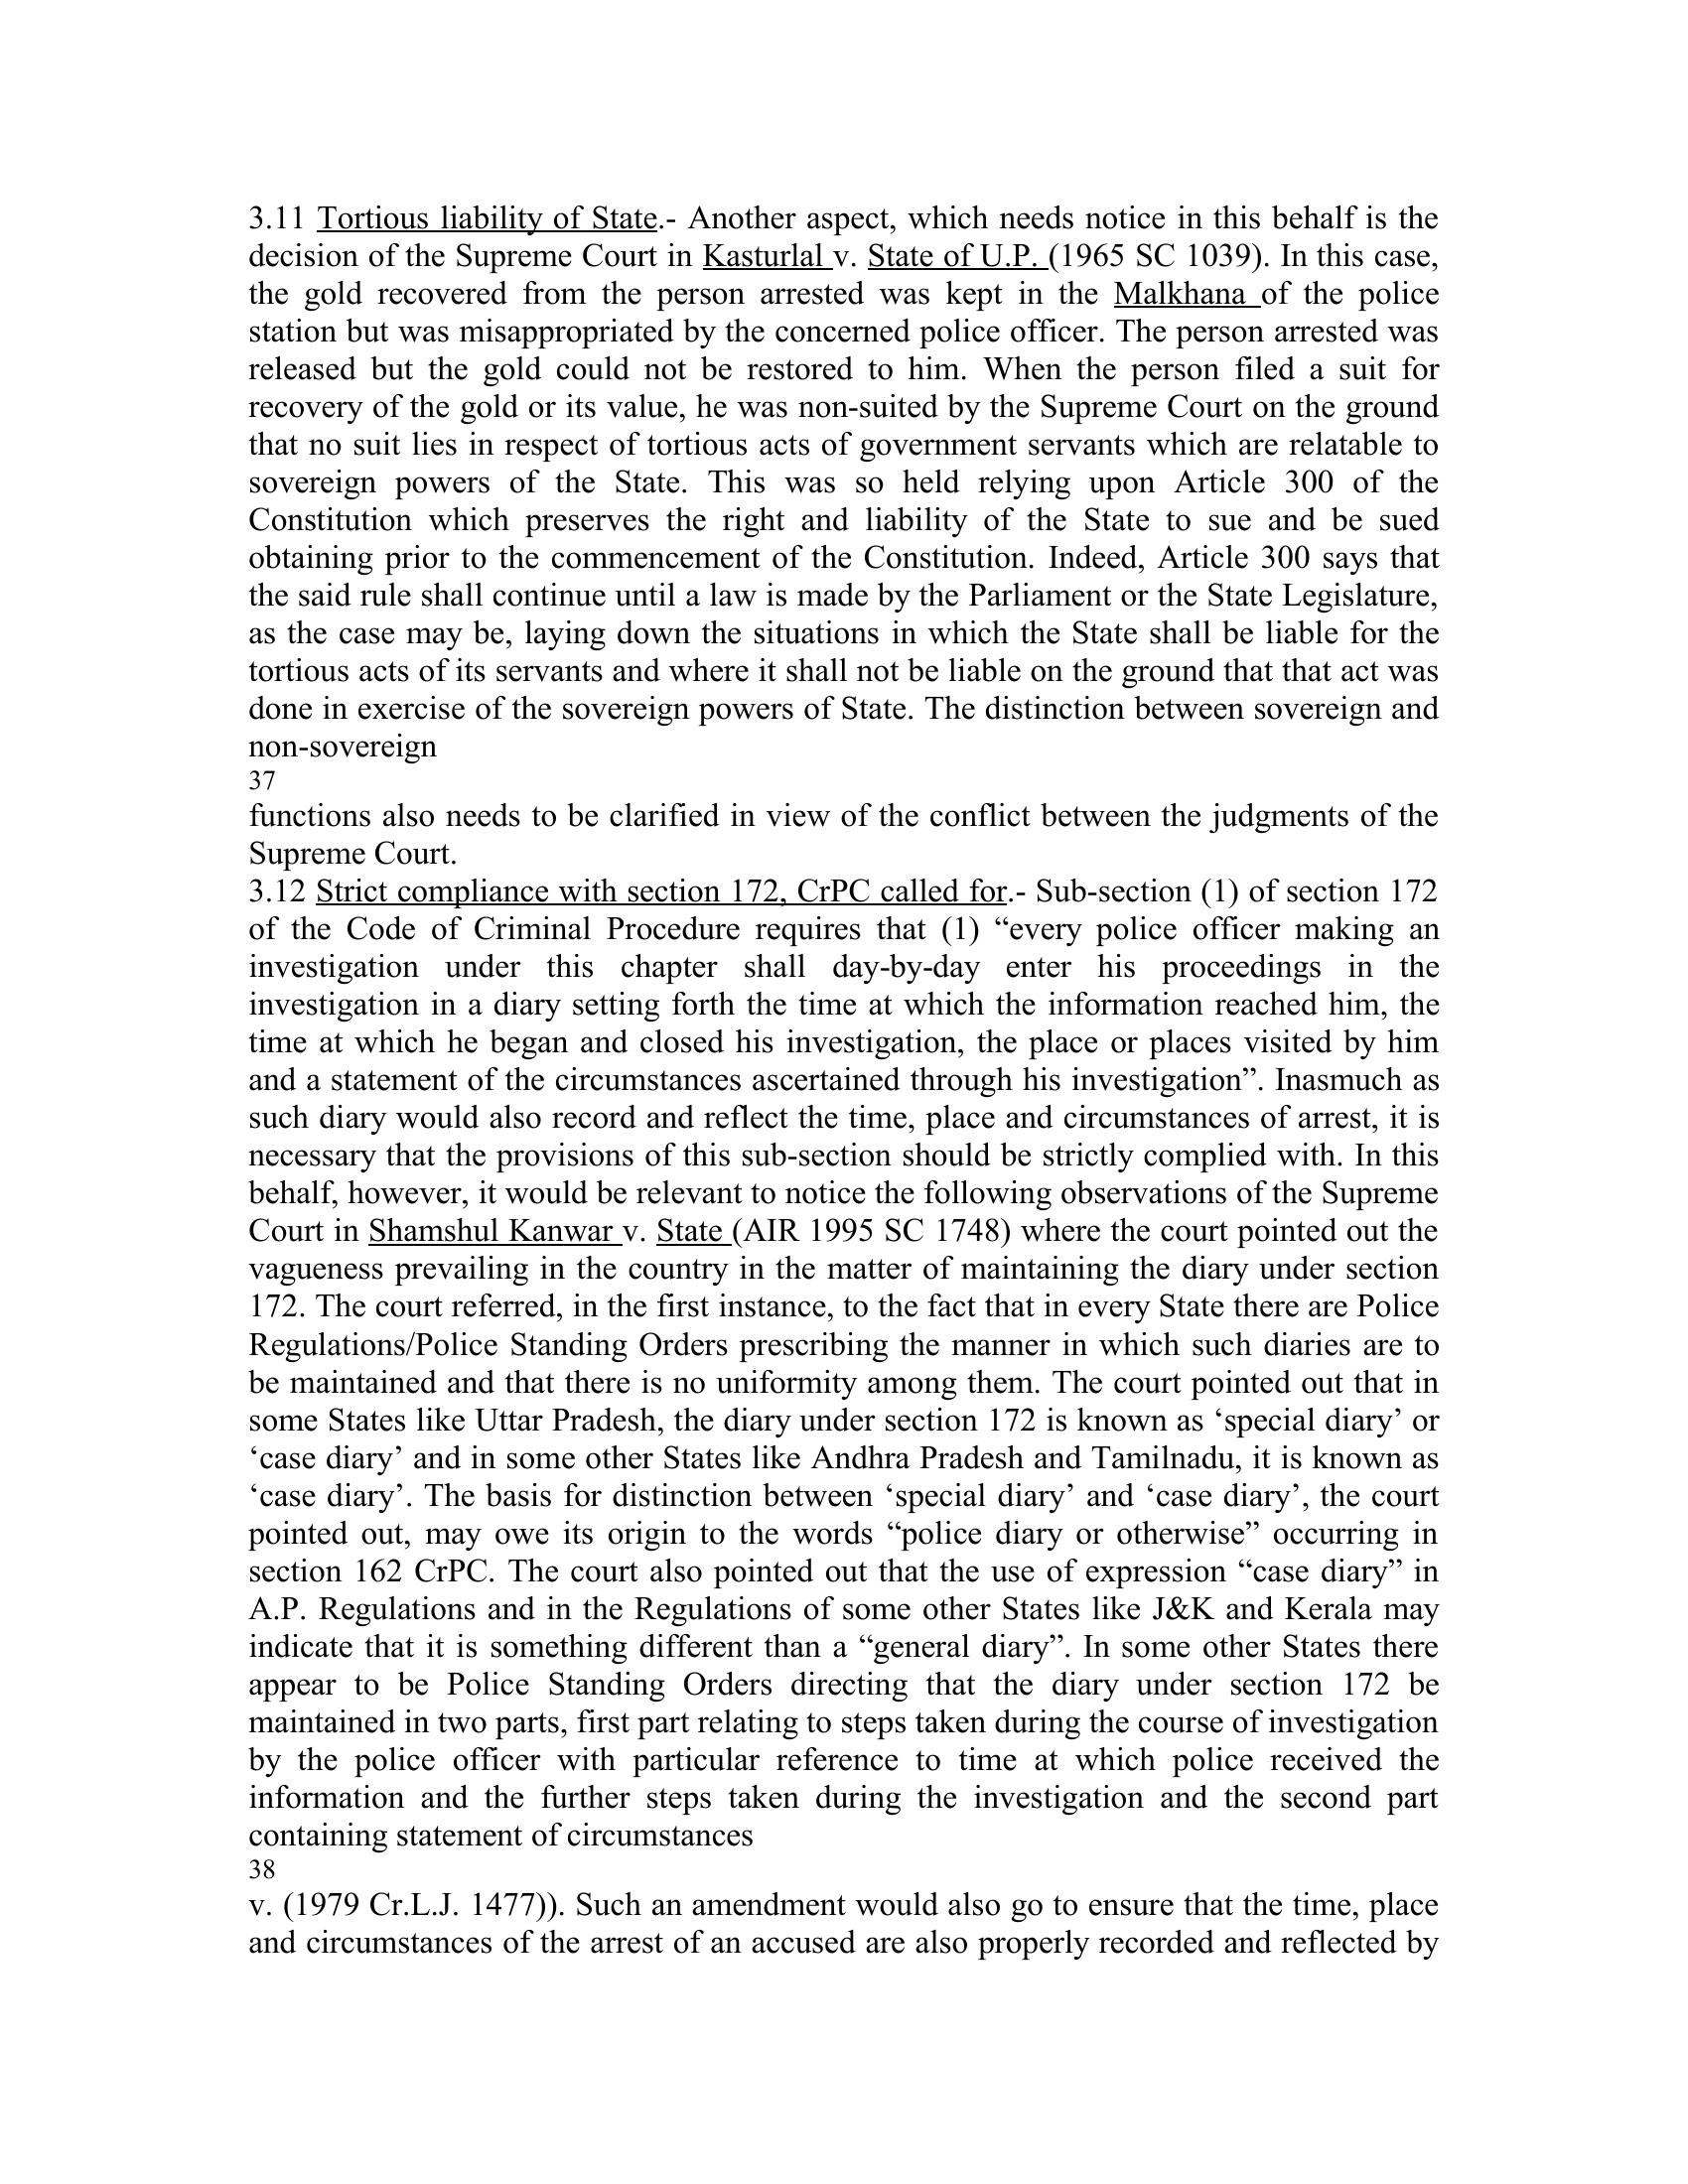 3.11 Tortious liability of State.- Another aspect, which needs notice in this behalf is the
decision of the Supreme Court in Kasturlal v. State of U.P. (1965 SC 1039). In this case,
the gold recovered from the person arrested was kept in the Malkhana of the police
station but was misappropriated by the concerned police officer. The person arrested was
released but the gold could not be restored to him. When the person filed a suit for
recovery of the gold or its value, he was non-suited by the Supreme Court on the ground
that no suit lies in respect of tortious acts of government servants which are relatable to
sovereign powers of the State. This was so held relying upon Article 300 of the
Constitution which preserves the right and liability of the State to sue and be sued
obtaining prior to the commencement of the Constitution. Indeed, Article 300 says that
the said rule shall continue until a law is made by the Parliament or the State Legislature,
as the case may be, laying down the situations in which the State shall be liable for the
tortious acts of its servants and where it shall not be liable on the ground that that act was
done in exercise of the sovereign powers of State. The distinction between sovereign and
non-sovereign
37
functions also needs to be clarified in view of the conflict between the judgments of the
Supreme Court.
3.12 Strict compliance with section 172, CrPC called for.- Sub-section (1) of section 172
of the Code of Criminal Procedure requires that (1) “every police officer making an
investigation under this chapter shall day-by-day enter his proceedings in the
investigation in a diary setting forth the time at which the information reached him, the
time at which he began and closed his investigation, the place or places visited by him
and a statement of the circumstances ascertained through his investigation”. Inasmuch as
such diary would also record and reflect the time, place and circumstances of arrest, it is
necessary that the provisions of this sub-section should be strictly complied with. In this
behalf, however, it would be relevant to notice the following observations of the Supreme
Court in Shamshul Kanwar v. State (AIR 1995 SC 1748) where the court pointed out the
vagueness prevailing in the country in the matter of maintaining the diary under section
172. The court referred, in the first instance, to the fact that in every State there are Police
Regulations/Police Standing Orders prescribing the manner in which such diaries are to
be maintained and that there is no uniformity among them. The court pointed out that in
some States like Uttar Pradesh, the diary under section 172 is known as ‘special diary’ or
‘case diary’ and in some other States like Andhra Pradesh and Tamilnadu, it is known as
‘case diary’. The basis for distinction between ‘special diary’ and ‘case diary’, the court
pointed out, may owe its origin to the words “police diary or otherwise” occurring in
section 162 CrPC. The court also pointed out that the use of expression “case diary” in
A.P. Regulations and in the Regulations of some other States like J&K and Kerala may
indicate that it is something different than a “general diary”. In some other States there
appear to be Police Standing Orders directing that the diary under section 172 be
maintained in two parts, first part relating to steps taken during the course of investigation
by the police officer with particular reference to time at which police received the
information and the further steps taken during the investigation and the second part
containing statement of circumstances
38
v. (1979 Cr.L.J. 1477)). Such an amendment would also go to ensure that the time, place
and circumstances of the arrest of an accused are also properly recorded and reflected by